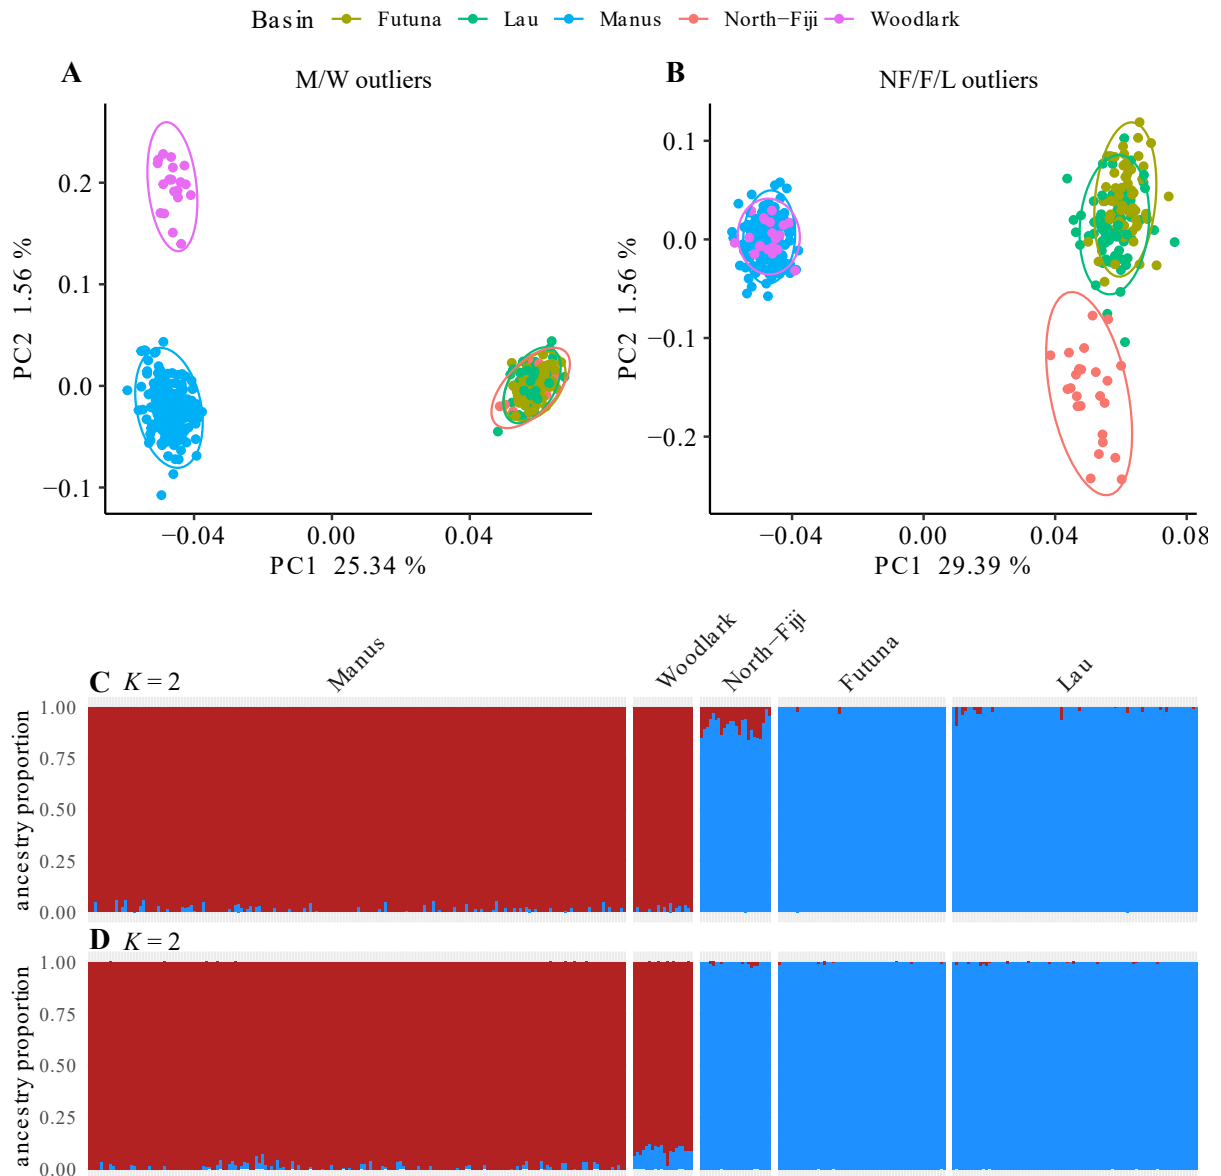 Basin Futuna Lau Manus North−Fiji Woodlark
A M/W outliers
0.2
0.1
0.0
−0.1
PC2 1.56 %
−0.04 0.00 0.04
PC1 25.34 %
B NF/F/L outliers
0.1
0.0
−0.1
−0.2
PC2 1.56 %
−0.04 0.00 0.04 0.08
PC1 29.39 %
Manus Woodlark North−Fiji Futuna Lau
C K = 2
1.00
0.75
0.50
0.25
0.00
ancestry proportion
D K = 2
1.00
0.75
0.50
0.25
0.00
ancestry proportion